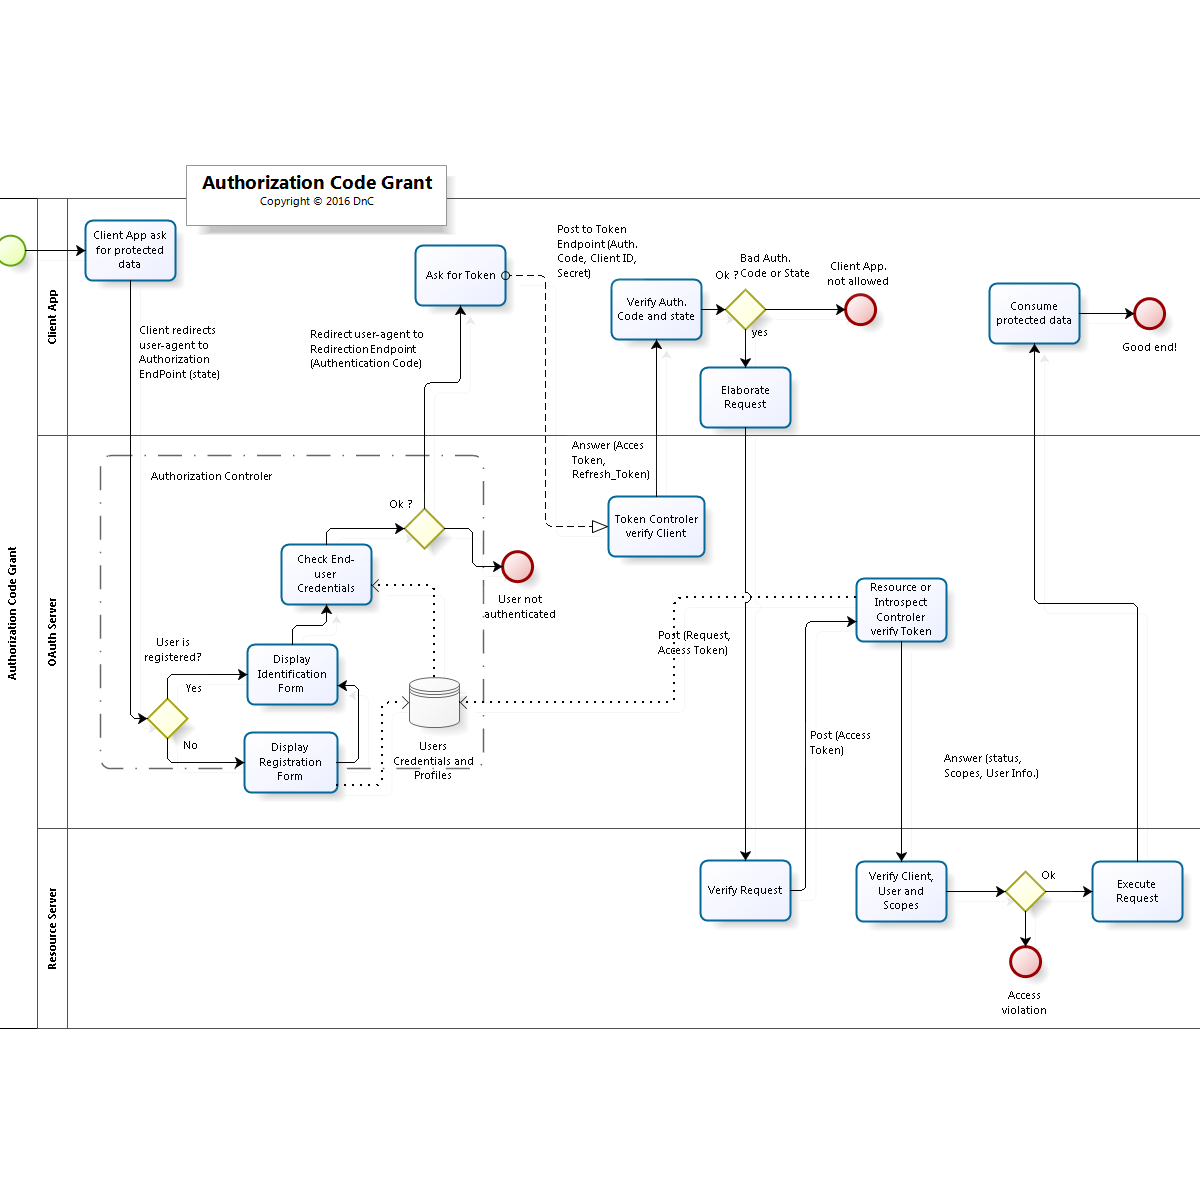 Authorization Code Grant
Copyright © 2016 DnC
Authorization Code Grant
Client App
Client App ask
for protected
data
Client redirects
user-agent to
Authorization
EndPoint (state)
Redirect user-agent to
Redirection Endpoint
(Authentication Code)
Ask for Token
Post to Token
Endpoint (Auth.
Code, Client ID,
Secret)
Verify Auth.
Code and state
Ok ?
Bad Auth.
Code or State
yes
Client App.
not allowed
Elaborate
Request
Consume
protected data
Good end!
OAuth Server
Authorization Controler
Ok ?
Check End-
user
Credentials
User not
authenticated
User is
registered?
Yes
No
Display
Identification
Form
Display
Registration
Form
Users
Credentials and
Profiles
Answer (Acces
Token,
Refresh_Token)
Token Controler
verify Client
Post (Request,
Access Token)
Resource or
Introspect
Controler
verify Token
Post (Access
Token)
Answer (status,
Scopes, User Info.)
Resource Server
Verify Request
Verify Client,
User and
Scopes
Ok
Execute
Request
Access
violation